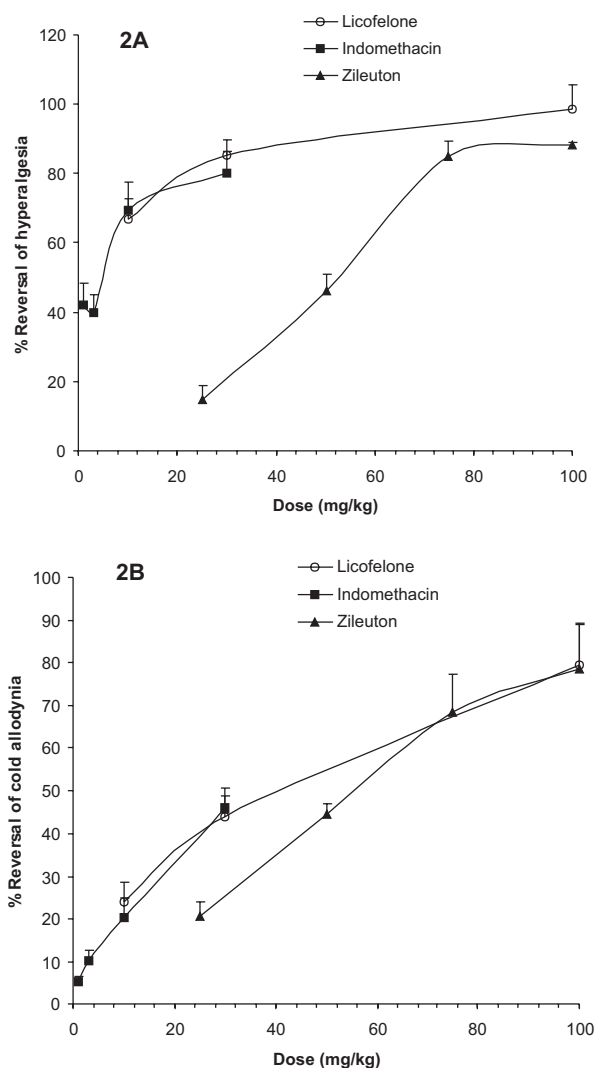 2A
Licofelone
Indomethacin
Zileuton
% Reversal of hyperalgesia
120
100
80
60
40
20
0
0 20 40 60 80 100
Dose (mg/kg)
2B
Licofelone
Indomethacin
Zileuton
% Reversal of cold allodynia
100
90
80
70
60
50
40
30
20
10
0
0 20 40 60 80 100
Dose (mg/kg)